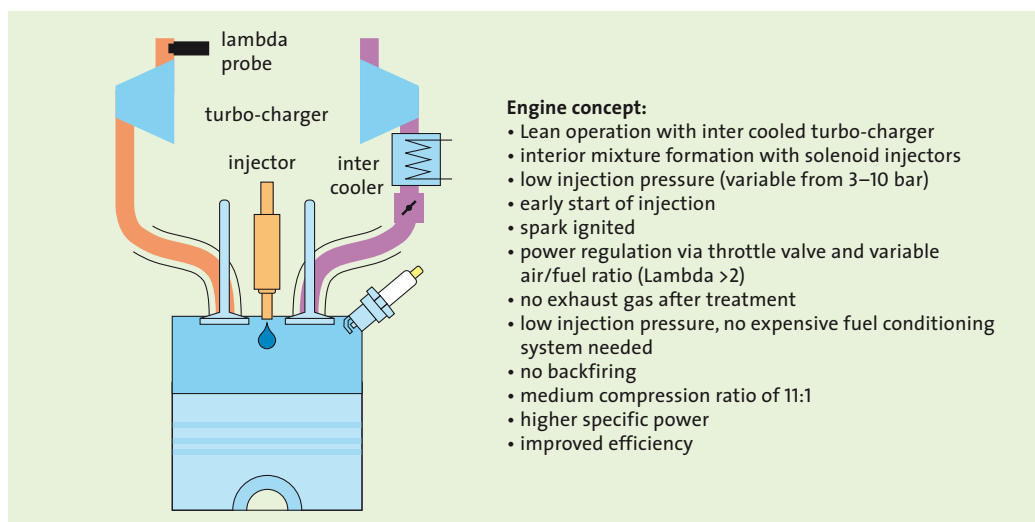 lambda
probe
turbo-charger
injector
inter
cooler
Engine concept:
• Lean operation with inter cooled turbo-charger
• interior mixture formation with solenoid injectors
• low injection pressure (variable from 3–10 bar)
• early start of injection
• spark ignited
• power regulation via throttle valve and variable
air/fuel ratio (Lambda >2)
• no exhaust gas after treatment
• low injection pressure, no expensive fuel conditioning
system needed
• no backfiring
• medium compression ratio of 11:1
• higher specific power
• improved efficiency